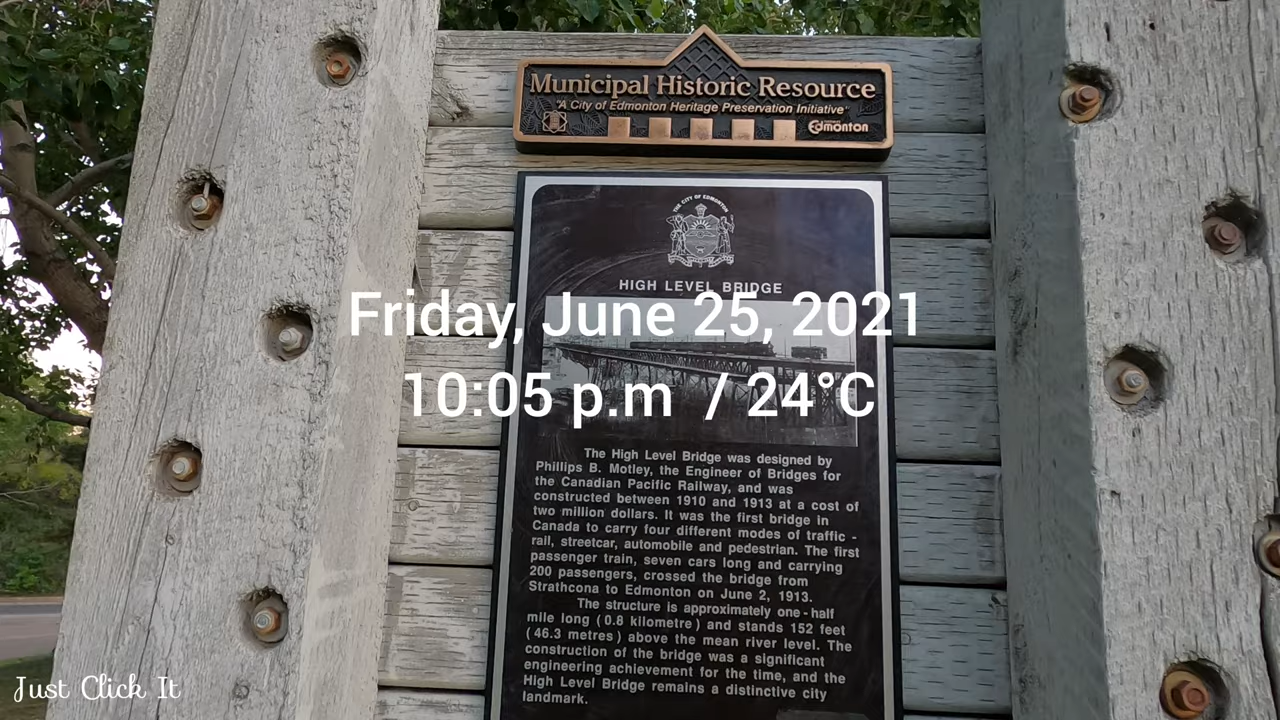 Municipal Historic Resource
"A City of Edmonton Heritage Preservation Initiative"
Edmonton
THE CITY OF EDMONTON
HIGH LEVEL BRIDGE
Friday, June 25, 2021
10:05 p.m / 24°C
The High Level Bridge was designed by
Phillips B. Motley, the Engineer of Bridges for
the Canadian Pacific Railway, and was
constructed between 1910 and 1913 at a cost of
two million dollars. It was the first bridge in
Canada to carry four different modes of traffic -
rail, streetcar, automobile and pedestrian. The first
passenger train, seven cars long and carrying
200 passengers, crossed the bridge from
Strathcona to Edmonton on June 2, 1913.
The structure is approximately one-half
mile long (0.8 kilometre) and stands 152 feet
(46.3 metres) above the mean river level. The
construction of the bridge was a significant
engineering achievement for the time, and the
High Level Bridge remains a distinctive city
landmark.
Just Click It